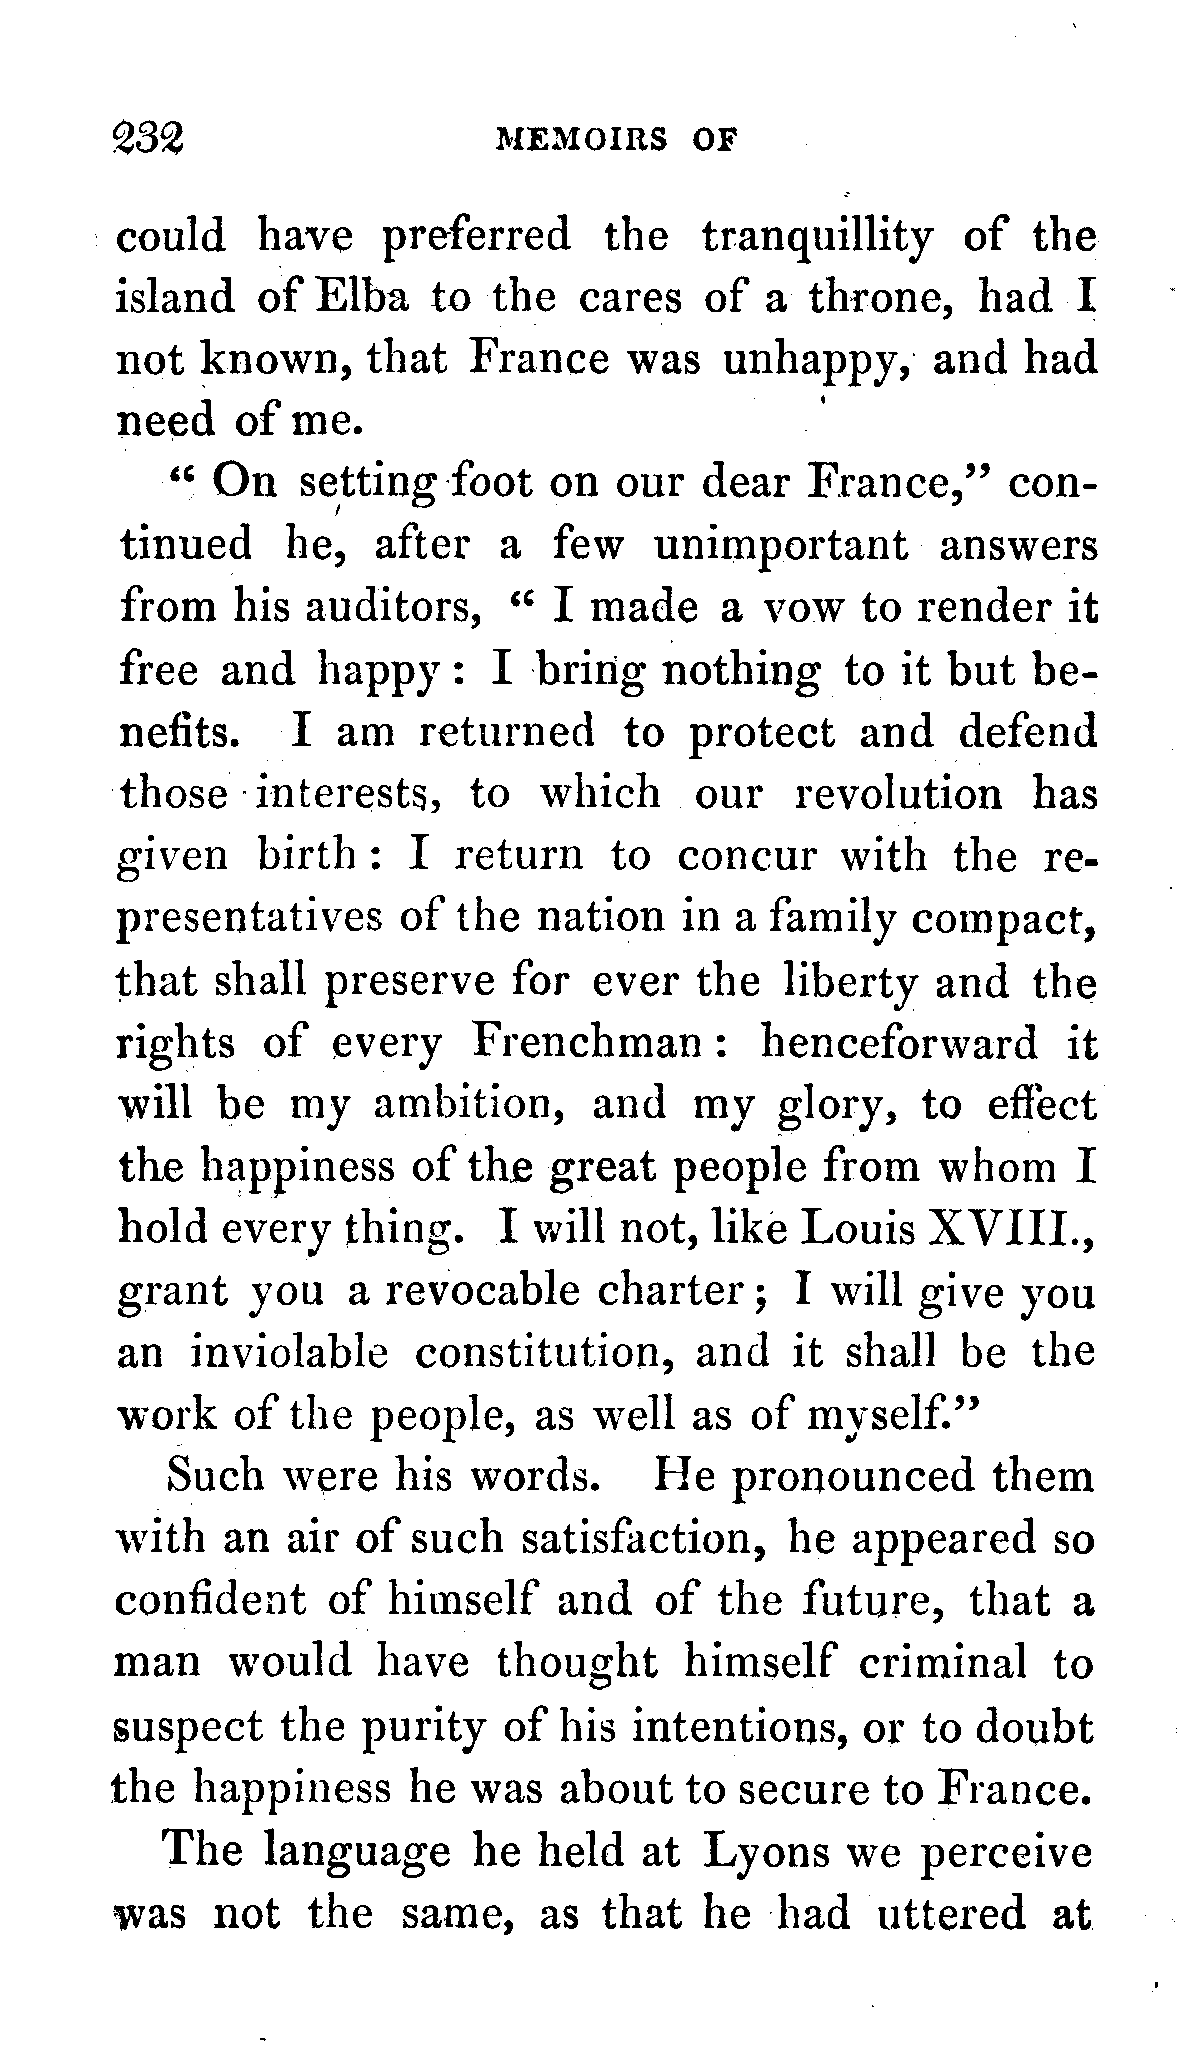 232 MEMOIRS OF
could have preferred the tranquillity of the
island of Elba to the cares of a throne, had I
not known, that France was unhappy, and had
need of me.
“ On setting foot on our dear France,” con-
tinued he, after a few unimportant answers
from his auditors, “ I made a vow to render it
free and happy : I bring nothing to it but be-
nefits. I am returned to protect and defend
those interests, to which our revolution has
given birth : I return to concur with the re-
presentatives of the nation in a family compact,
that shall preserve for ever the liberty and the
rights of every Frenchman : henceforward it
will be my ambition, and my glory, to effect
the happiness of the great people from whom I
hold every thing. I will not, like Louis XVIII.,
grant you a revocable charter ; I will give you
an inviolable constitution, and it shall be the
work of the people, as well as of myself.”
Such were his words. He pronounced them
with an air of such satisfaction, he appeared so
confident of himself and of the future, that a
man would have thought himself criminal to
suspect the purity of his intentions, or to doubt
the happiness he was about to secure to France.
The language he held at Lyons we perceive
was not the same, as that he had uttered at